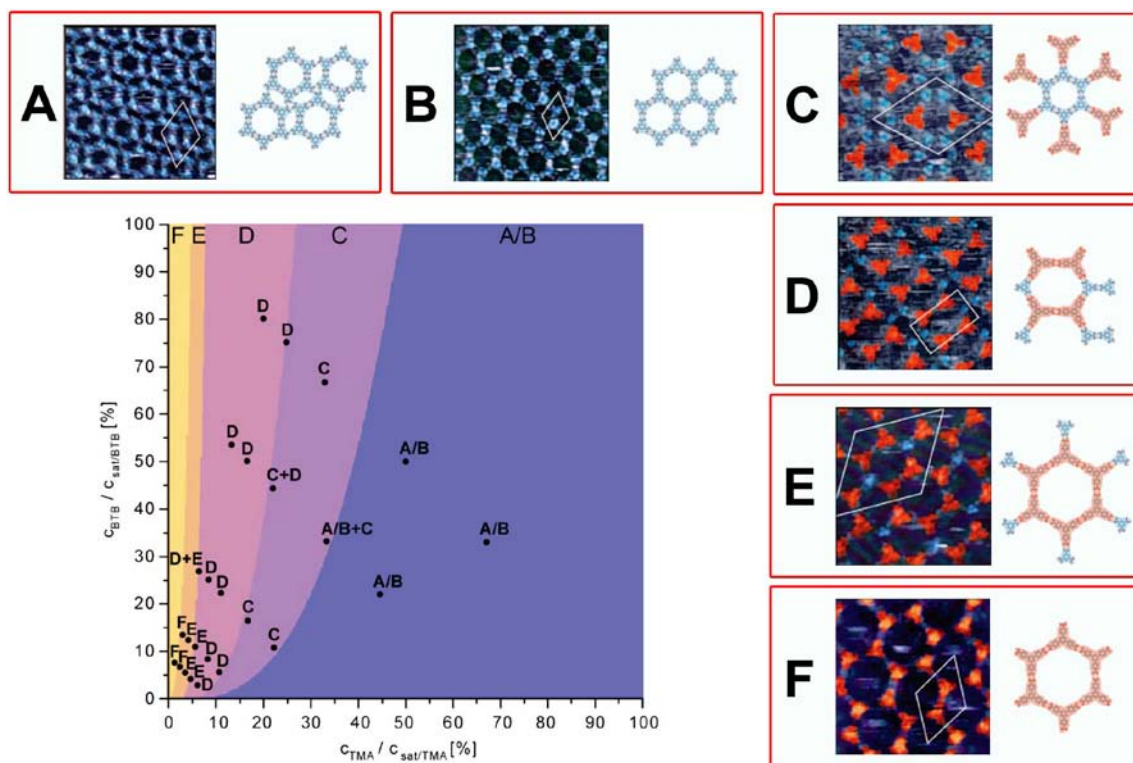 A
B
C
D
E
F
F E D C A/B
100
90
80
70
60
50
40
30
20
10
0
c_BTB / c_sat/BTB [%]
D
D
C
D
D
A/B
C+D
A/B+C
A/B
D+E
D
D
A/B
C
C
F
E
E
D
F
F
E
E
D
D
0 10 20 30 40 50 60 70 80 90 100
c_TMA / c_sat/TMA [%]